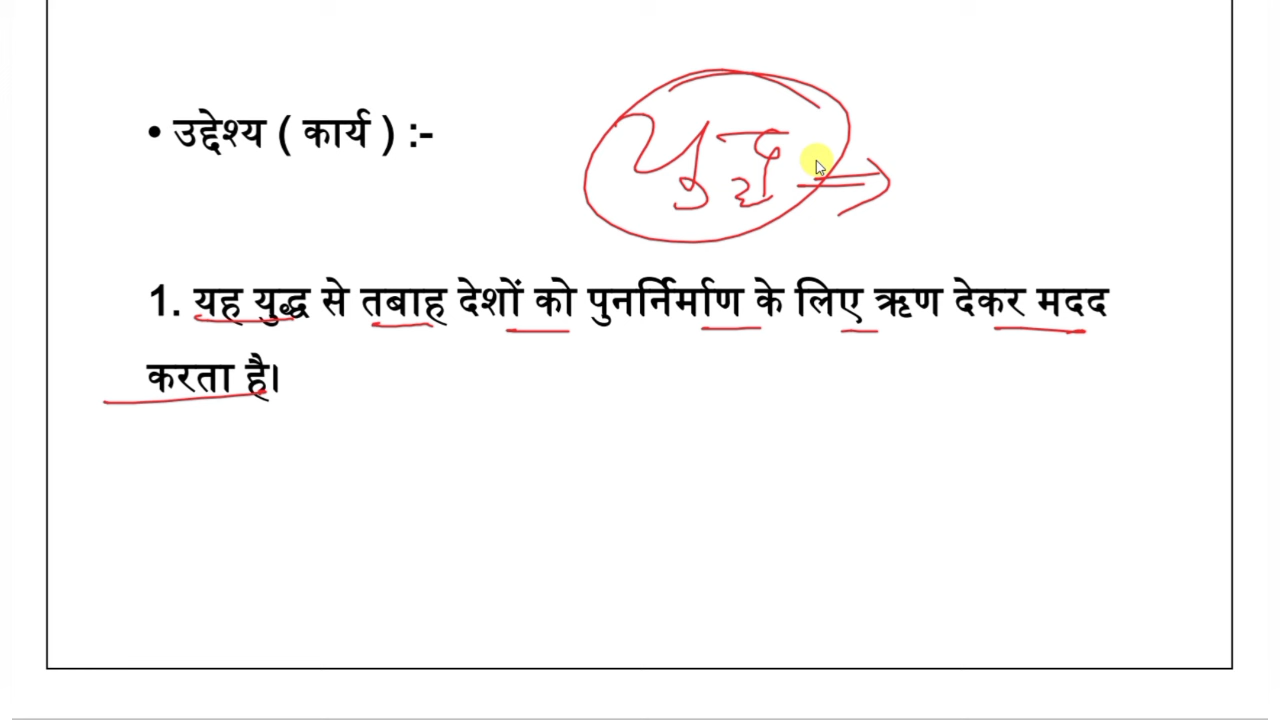 • उद्देश्य ( कार्य ) :-
युद्ध
1. यह युद्ध से तबाह देशों को पुनर्निर्माण के लिए ऋण देकर मदद
करता है।